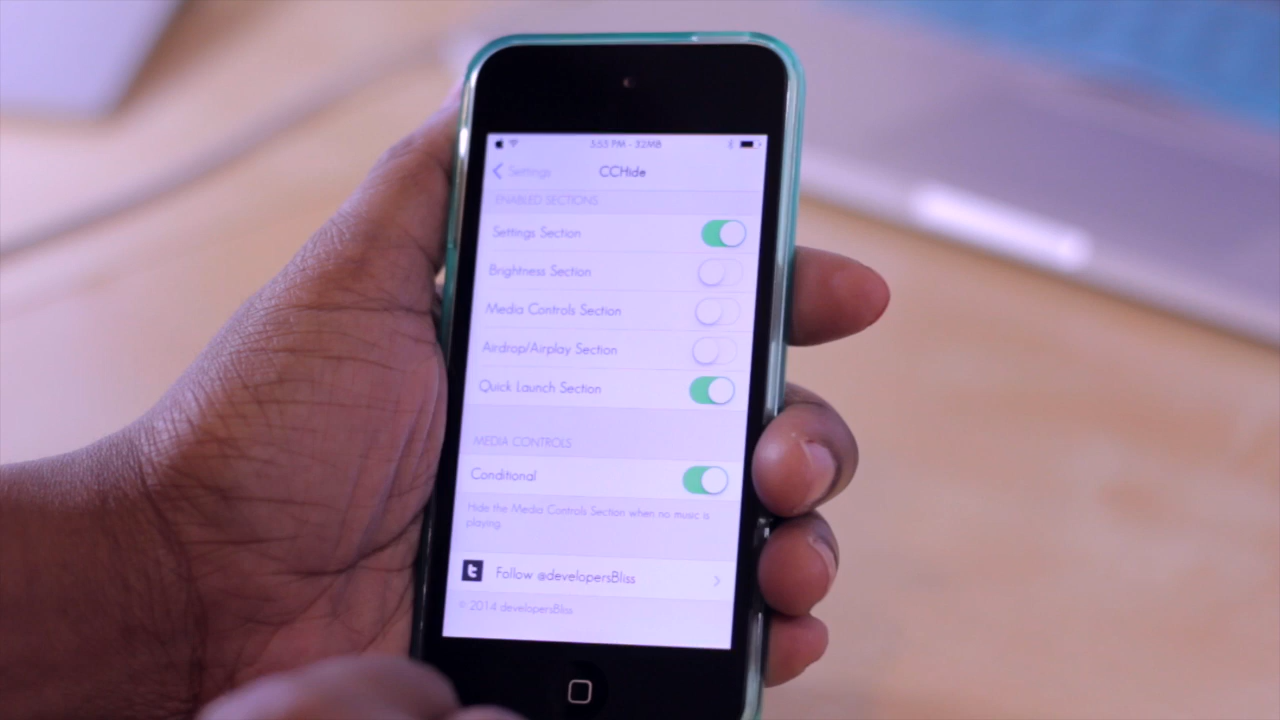 3:53 PM - 32MB
Settings
CCHide
ENABLED SECTIONS
Settings Section
Brightness Section
Media Controls Section
Airdrop/Airplay Section
Quick Launch Section
MEDIA CONTROLS
Conditional
Hide the Media Controls Section when no music is
playing.
Follow @developersBliss
© 2014 developersBliss